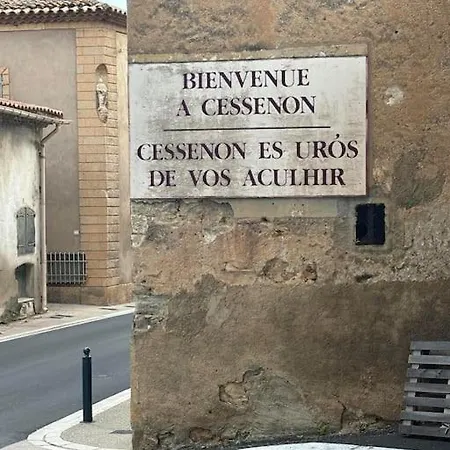 BIENVENUE
A CESSENON
CESSENON ES URÓS
DE VOS ACULHIR